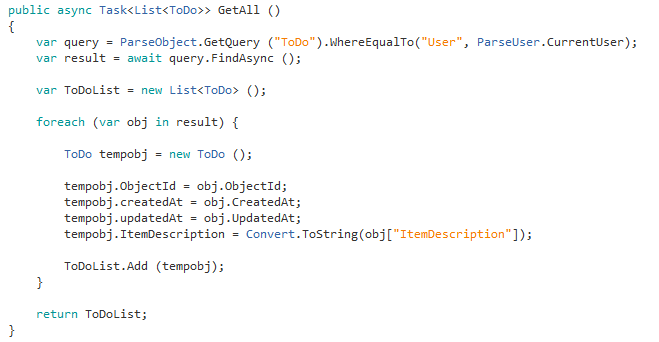 public async Task<List<ToDo>> GetAll ()
{
    var query = ParseObject.GetQuery ("ToDo").WhereEqualTo("User", ParseUser.CurrentUser);
    var result = await query.FindAsync ();

    var ToDoList = new List<ToDo> ();

    foreach (var obj in result) {

        ToDo tempobj = new ToDo ();

        tempobj.ObjectId = obj.ObjectId;
        tempobj.createdAt = obj.CreatedAt;
        tempobj.updatedAt = obj.UpdatedAt;
        tempobj.ItemDescription = Convert.ToString(obj["ItemDescription"]);

        ToDoList.Add (tempobj);
    }

    return ToDoList;
}